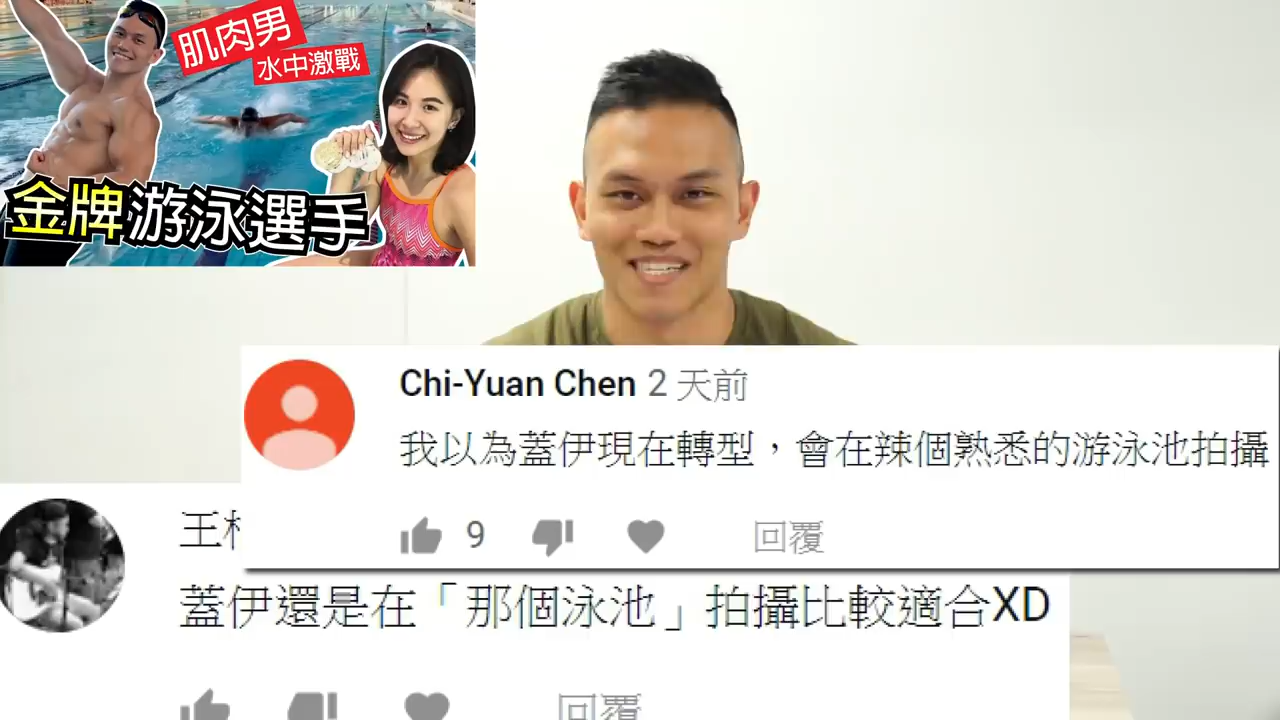 肌肉男
水中激戰
金牌游泳選手
Chi-Yuan Chen 2 天前
我以為蓋伊現在轉型，會在辣個熟悉的游泳池拍攝
9 回覆
王
蓋伊還是在「那個泳池」拍攝比較適合XD
回覆